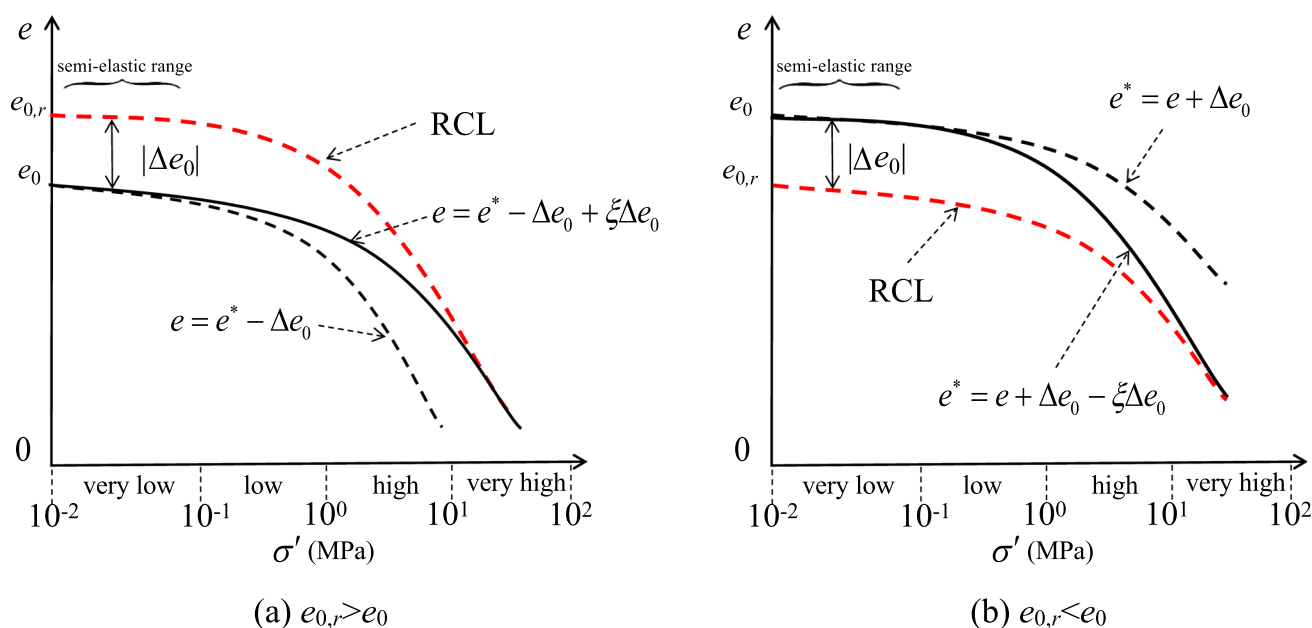 e
semi-elastic range
e₀,ᵣ
RCL
|Δe₀|
e₀
e = e* − Δe₀ + ξΔe₀
e = e* − Δe₀
0
very low
low
high
very high
10⁻²
10⁻¹
10⁰
10¹
10²
σ′ (MPa)
(a) e₀,ᵣ>e₀
e
semi-elastic range
e₀
e* = e + Δe₀
|Δe₀|
e₀,ᵣ
RCL
e* = e + Δe₀ − ξΔe₀
0
very low
low
high
very high
10⁻²
10⁻¹
10⁰
10¹
10²
σ′ (MPa)
(b) e₀,ᵣ<e₀